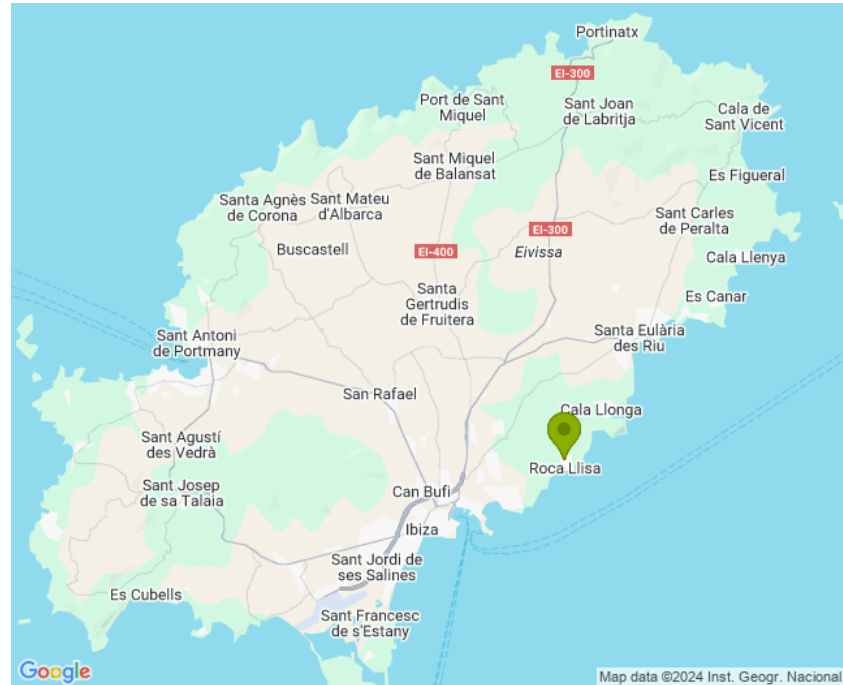 Portinatx
EI-300
Port de Sant
Miquel
Sant Joan
de Labritja
Cala de
Sant Vicent
Sant Miquel
de Balansat
Es Figueral
Santa Agnès
de Corona
Sant Mateu
d'Albarca
Sant Carles
de Peralta
EI-300
Buscastell
EI-400
Eivissa
Cala Llenya
Santa
Gertrudis
de Fruitera
Es Canar
Sant Antoni
de Portmany
Santa Eulària
des Riu
San Rafael
Cala Llonga
Sant Agustí
des Vedrà
Roca Llisa
Sant Josep
de sa Talaia
Can Bufí
Ibiza
Sant Jordi de
ses Salines
Es Cubells
Sant Francesc
de s'Estany
Google
Map data ©2024 Inst. Geogr. Nacional